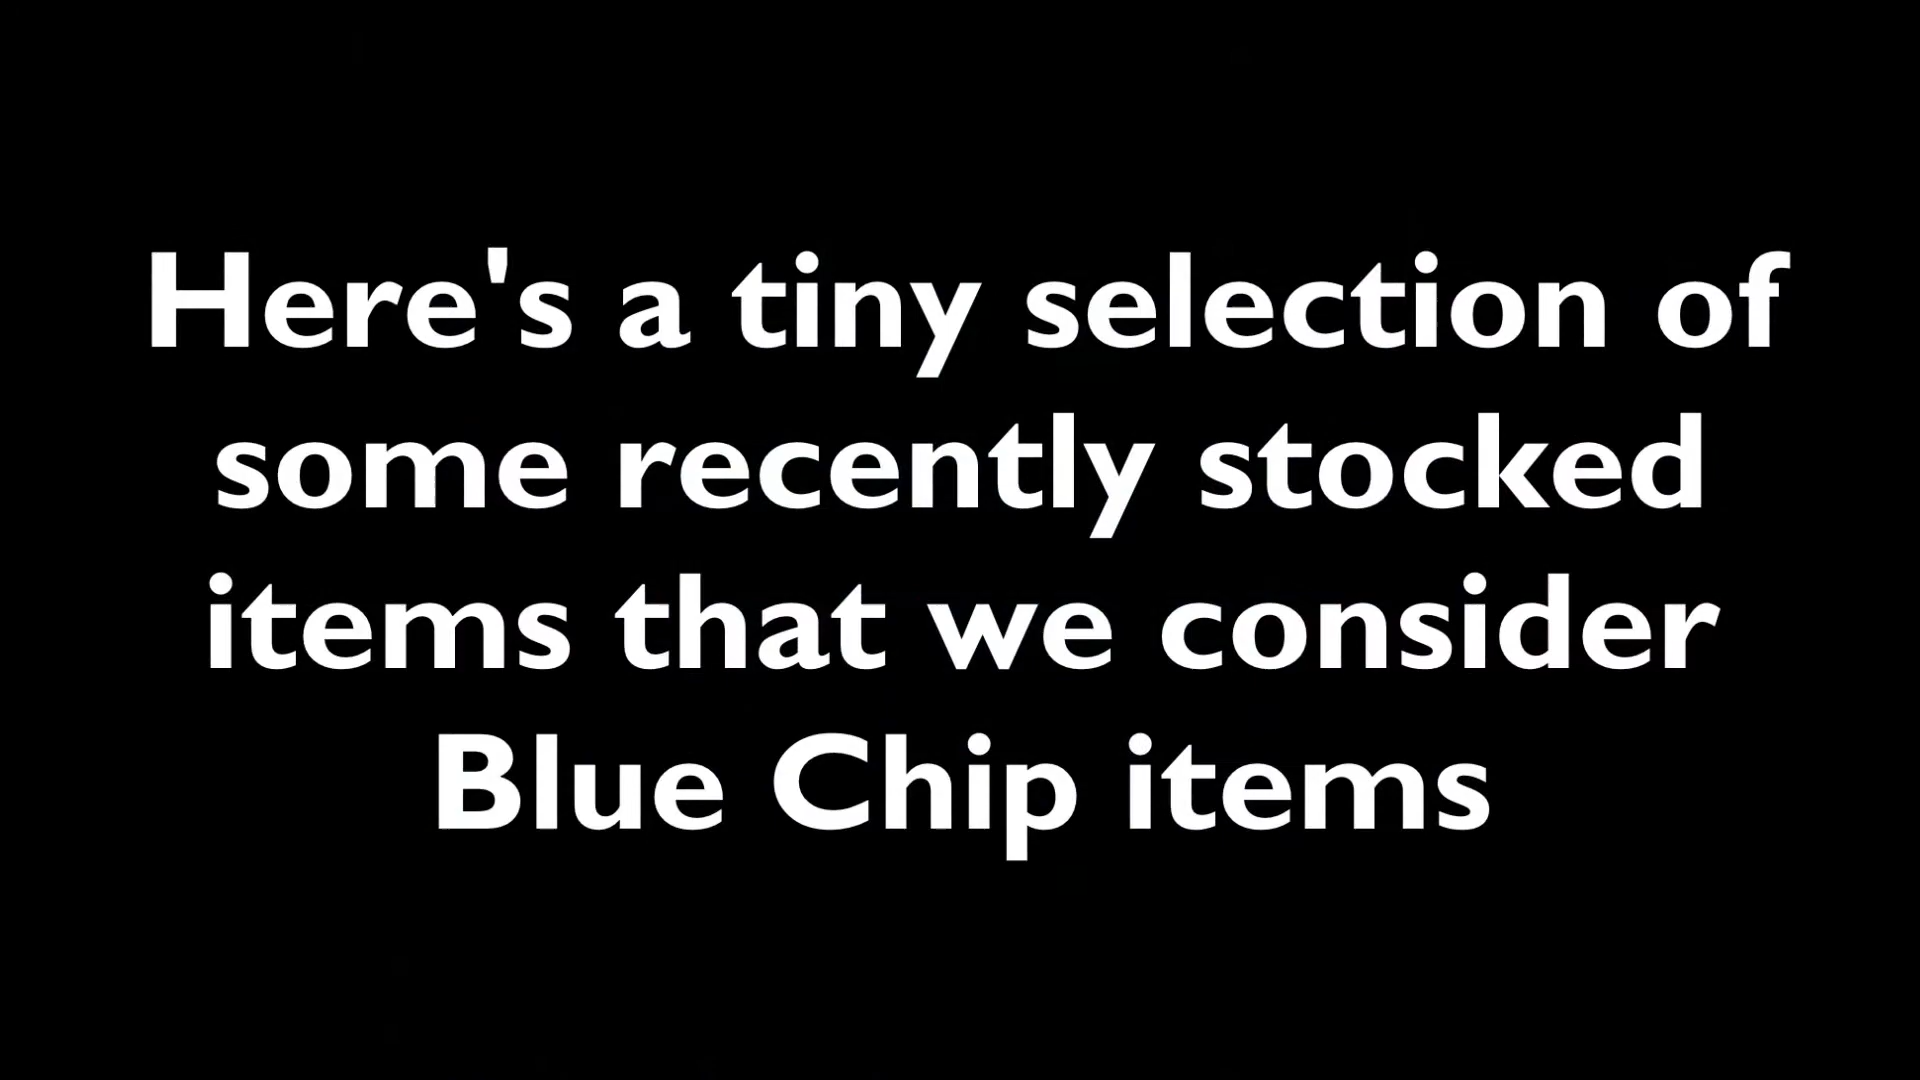 Here's a tiny selection of
some recently stocked
items that we consider
Blue Chip items